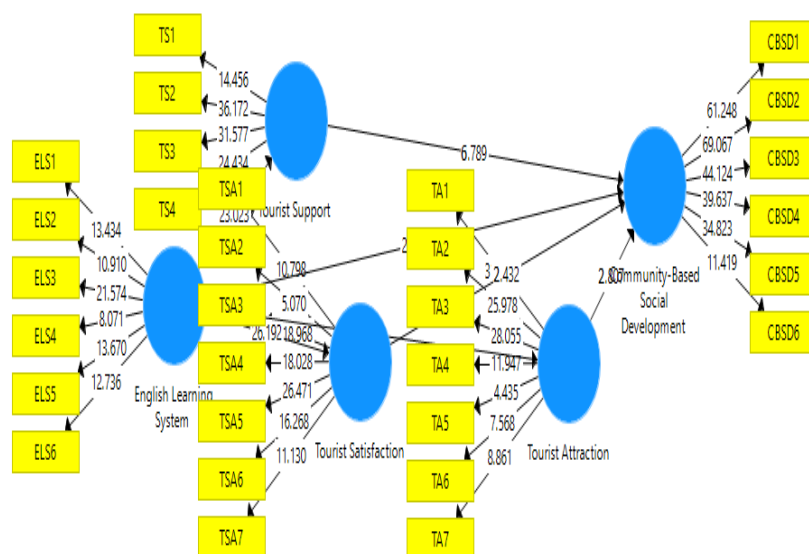 TS1
TS2
TS3
TS4
14.456
36.172
31.577
24.434
23.023
Tourist Support
6.789
CBSD1
CBSD2
CBSD3
CBSD4
CBSD5
CBSD6
61.248
69.067
44.124
39.637
34.823
11.419
Community-Based
Social
Development
ELS1
ELS2
ELS3
ELS4
ELS5
ELS6
13.434
10.910
21.574
8.071
13.670
12.736
English Learning
System
26.192
TSA1
TSA2
TSA3
TSA4
TSA5
TSA6
TSA7
10.798
5.070
18.968
18.028
26.471
16.268
11.130
Tourist Satisfaction
TA1
TA2
TA3
TA4
TA5
TA6
TA7
2.432
25.978
28.055
11.947
4.435
7.568
8.861
Tourist Attraction